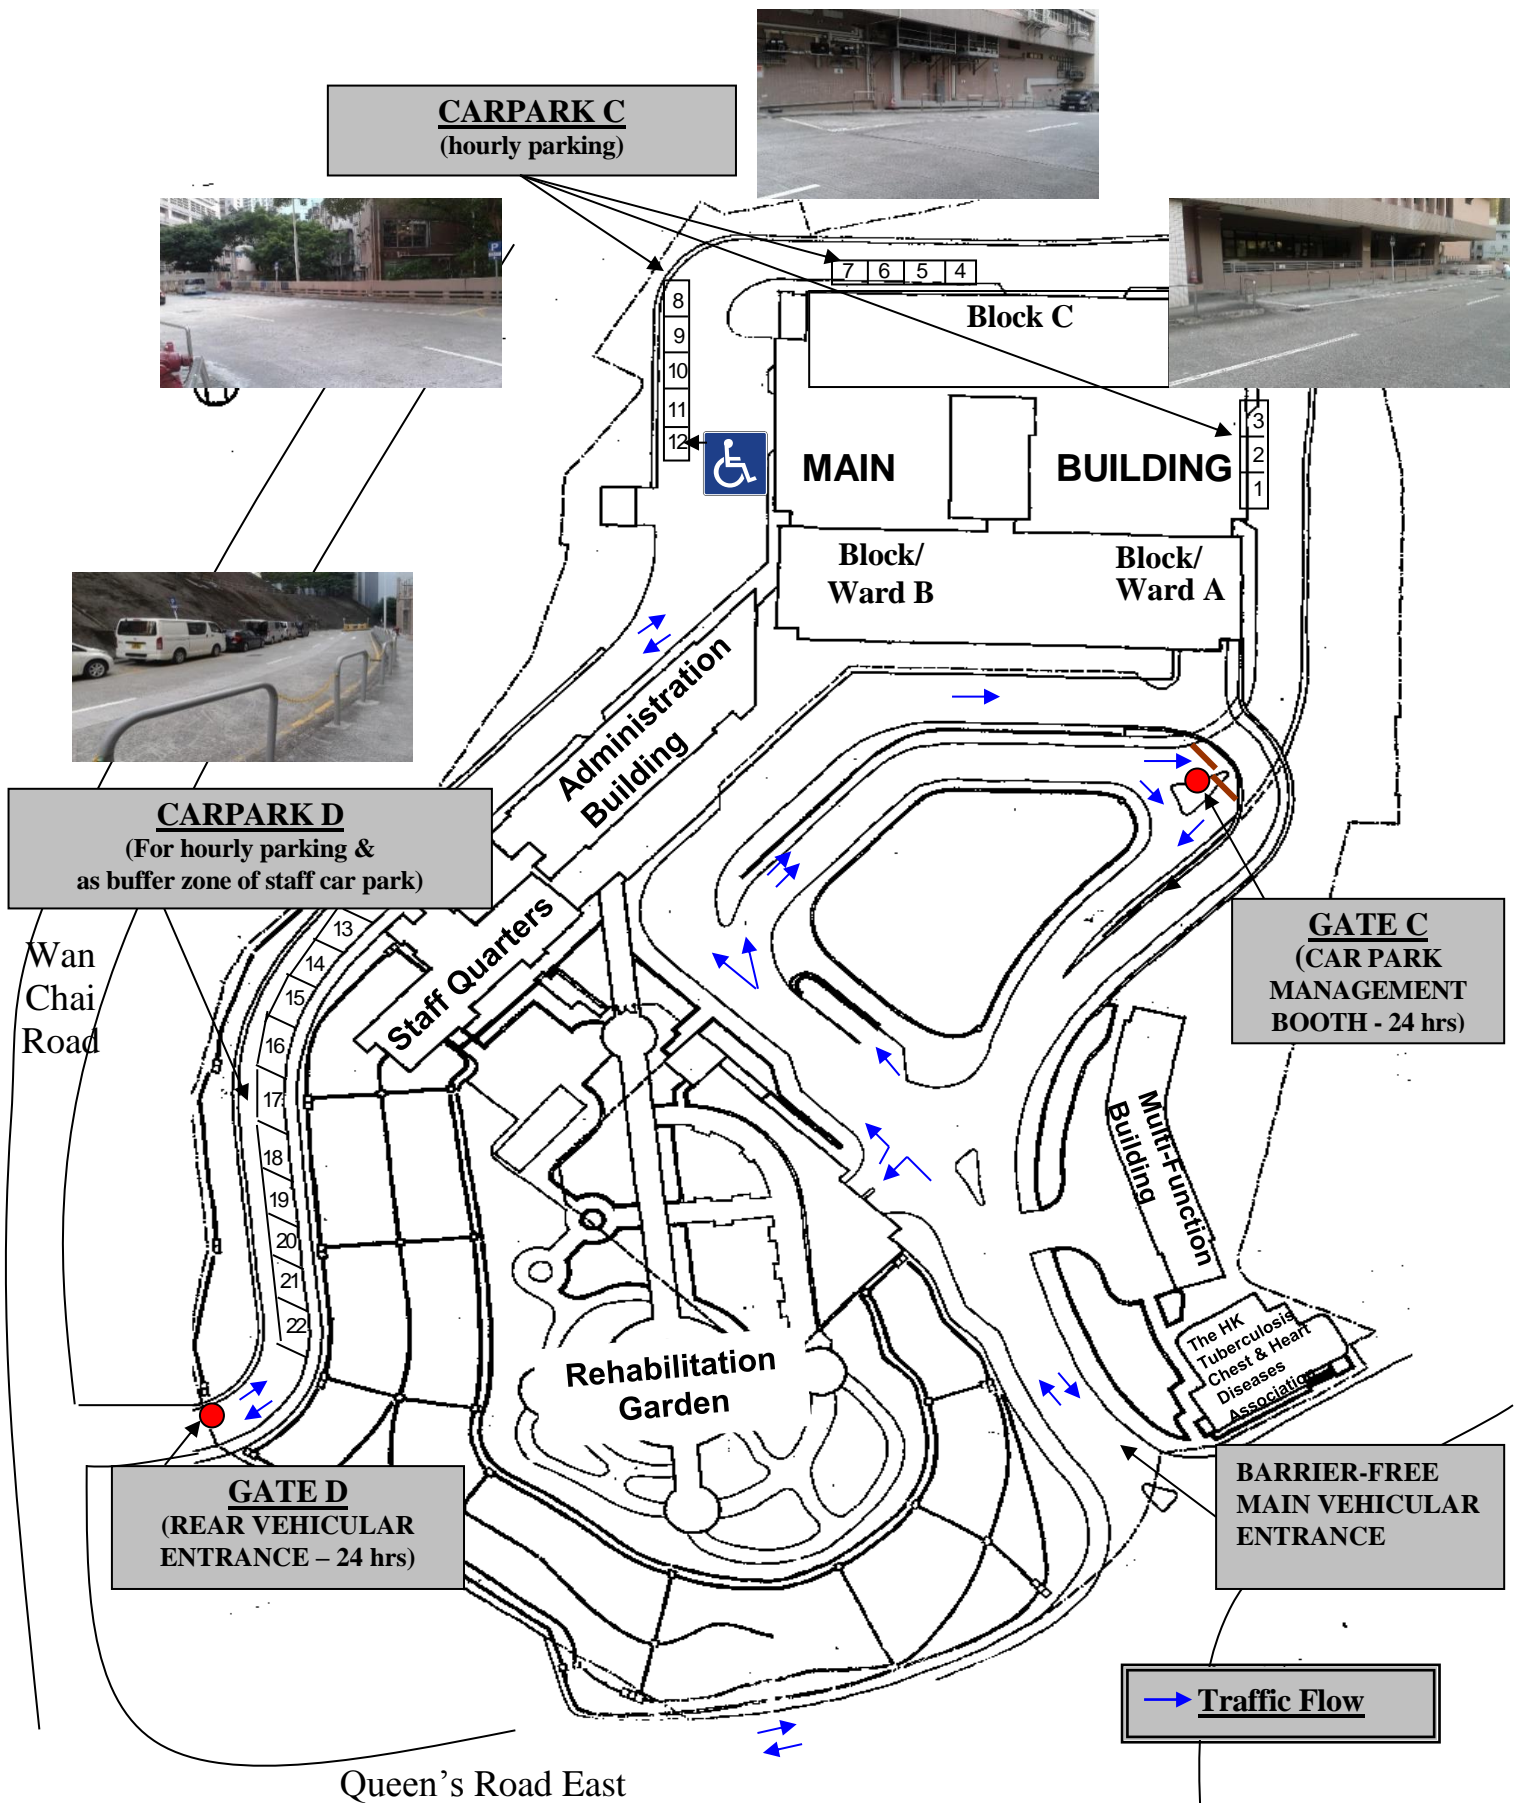 CARPARK C
(hourly parking)
7 6 5 4
8
9
10
11
12
Block C
3
2
1
MAIN BUILDING
Block/
Ward B
Block/
Ward A
Administration
Building
CARPARK D
(For hourly parking &
as buffer zone of staff car park)
Staff Quarters
13
14
15
16
17
18
19
20
21
22
Wan
Chai
Road
GATE C
(CAR PARK
MANAGEMENT
BOOTH - 24 hrs)
Multi-Function
Building
The HK
Tuberculosis
Chest & Heart
Diseases
Association
Rehabilitation
Garden
GATE D
(REAR VEHICULAR
ENTRANCE – 24 hrs)
BARRIER-FREE
MAIN VEHICULAR
ENTRANCE
Traffic Flow
Queen's Road East